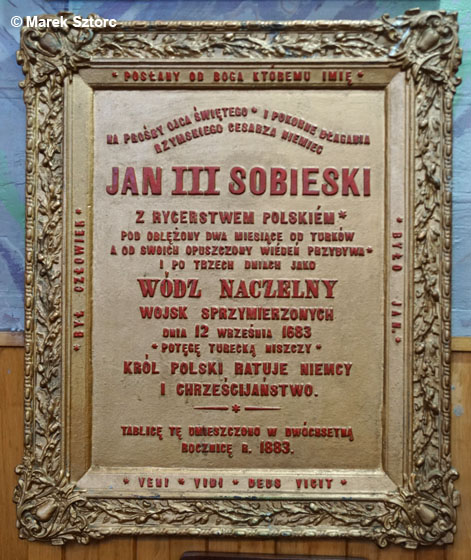 © Marek Sztorc
* POSŁANY OD BOGA KTÓREMU IMIĘ *
NA PROŚBY OJCA ŚWIĘTEGO * I POKORNE BŁAGANIA
RZYMSKIEGO CESARZA NIEMIEC
JAN III SOBIESKI
Z RYCERSTWEM POLSKIÉM *
POD OBLĘŻONY DWA MIESIĄCE OD TURKÓW
A OD SWOICH OPUSZCZONY WIEDEŃ PRZYBYWA *
I PO TRZECH DNIACH JAKO
WÓDZ NACZELNY
WOJSK SPRZYMIERZONYCH
DNIA 12 WRZEŚNIA 1683
* POTĘGĘ TURECKĄ NISZCZY *
KRÓL POLSKI RATUJE NIEMCY
I CHRZEŚCIJAŃSTWO.
TABLICĘ TĘ UMIESZCZONO W DWÓCHSETNĄ
ROCZNICĘ R. 1883.
* BYŁ CZŁOWIEK *
* BYŁO JAN. *
* VENI * VIDI * DEUS VICIT *